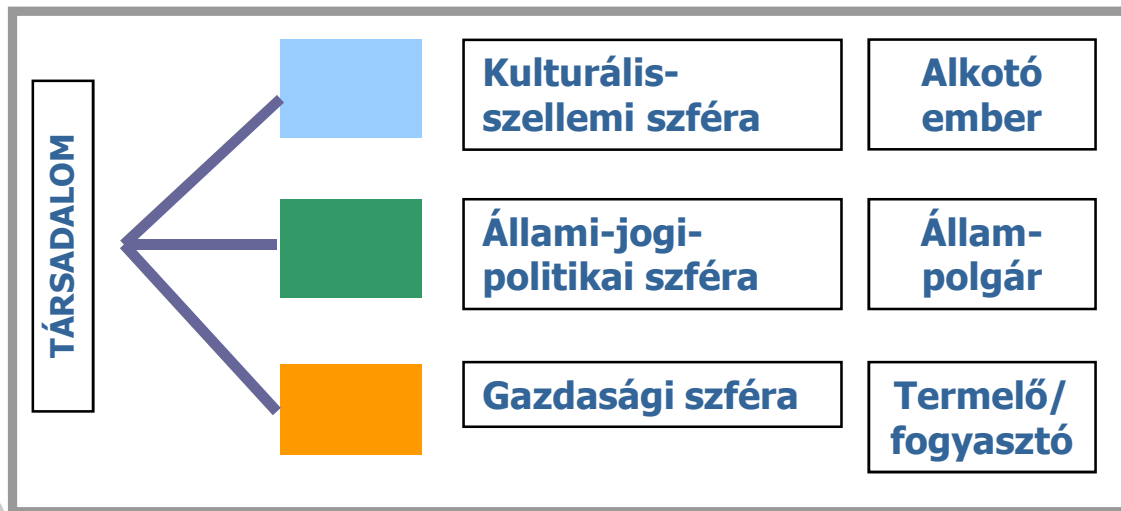 TÁRSADALOM
Kulturális-
szellemi szféra
Alkotó
ember
Állami-jogi-
politikai szféra
Állam-
polgár
Gazdasági szféra
Termelő/
fogyasztó